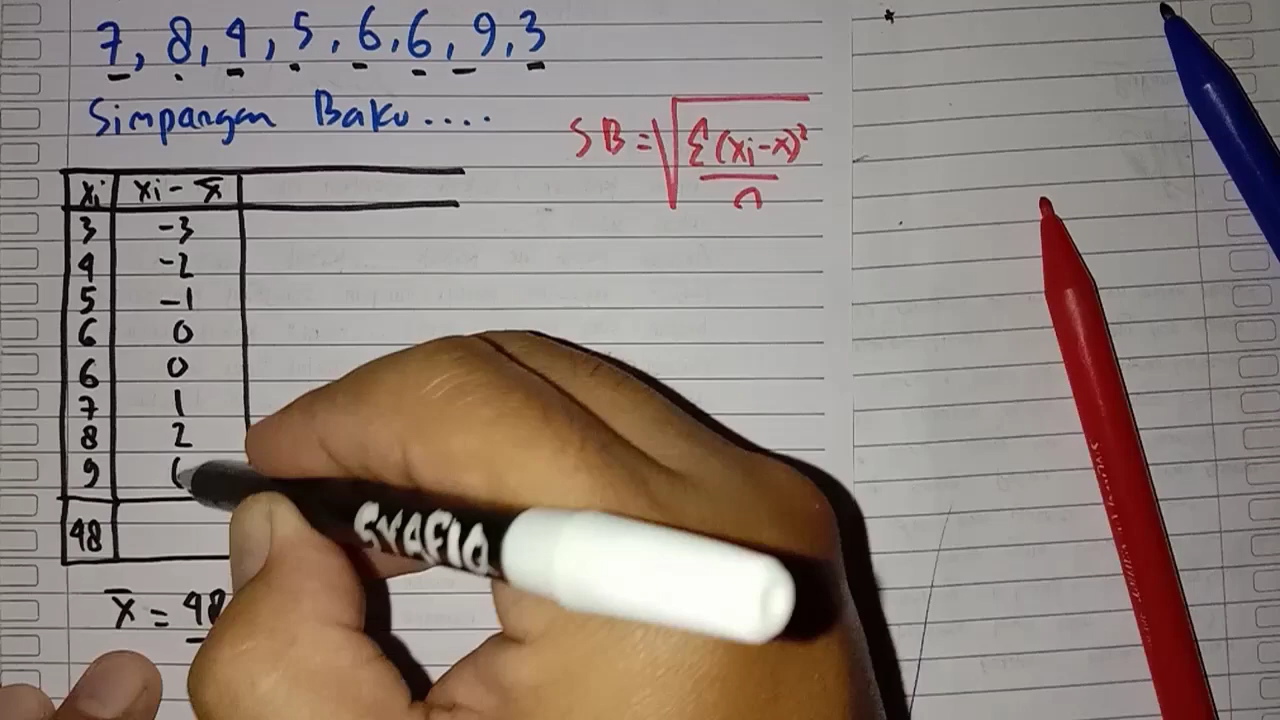 7, 8, 4, 5, 6, 6, 9, 3
Simpangan Baku....
SB = √ Σ(xi-x)²
n
xi xi - x̄
3 -3
4 -2
5 -1
6 0
6 0
7 1
8 2
9
48
x̄ = 48
SYAFIQ